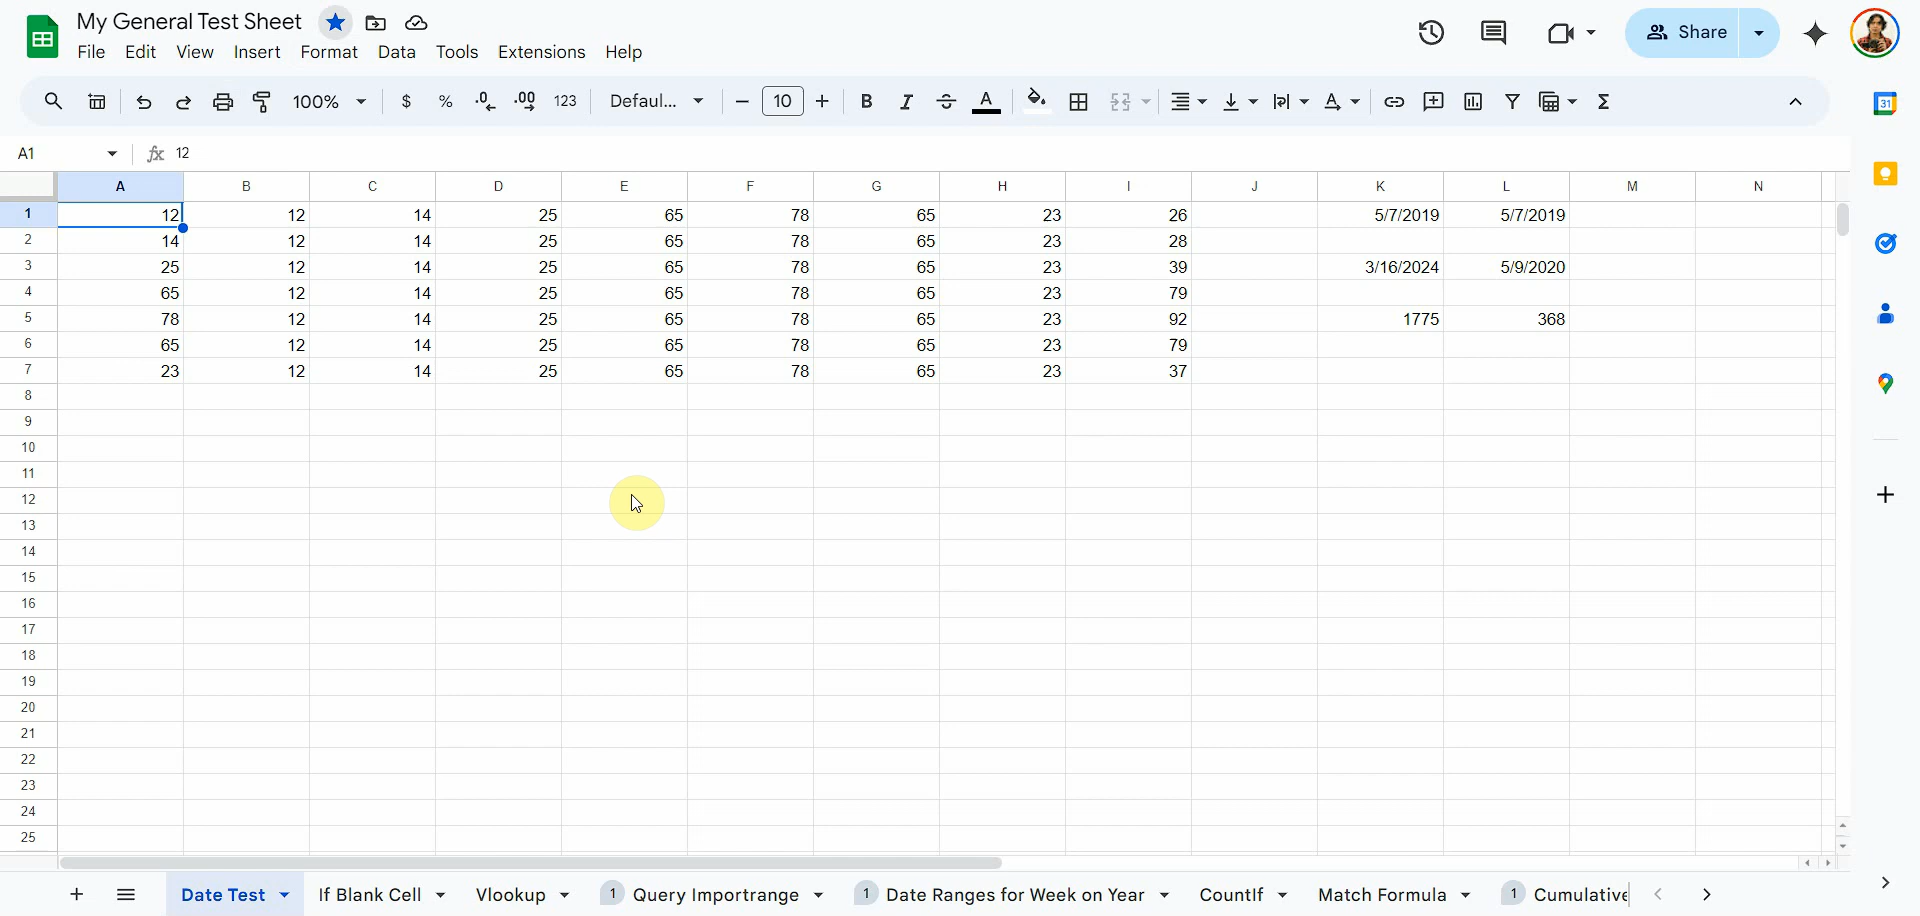 My General Test Sheet
File Edit View Insert Format Data Tools Extensions Help
Share
100% $ % .0 .00 123 Defaul... 10 B I A A Σ
31
A1 fx 12
A B C D E F G H I J K L M N
1 12 12 14 25 65 78 65 23 26 5/7/2019 5/7/2019
2 14 12 14 25 65 78 65 23 28
3 25 12 14 25 65 78 65 23 39 3/16/2024 5/9/2020
4 65 12 14 25 65 78 65 23 79
5 78 12 14 25 65 78 65 23 92 1775 368
6 65 12 14 25 65 78 65 23 79
7 23 12 14 25 65 78 65 23 37
8
9
10
11
12
13
14
15
16
17
18
19
20
21
22
23
24
25
Date Test If Blank Cell Vlookup 1 Query Importrange 1 Date Ranges for Week on Year CountIf Match Formula 1 Cumulative